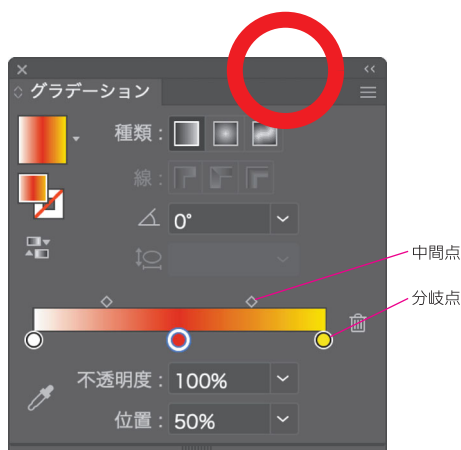 グラデーション
種類：
線：
0°
中間点
分岐点
不透明度：100%
位置：50%